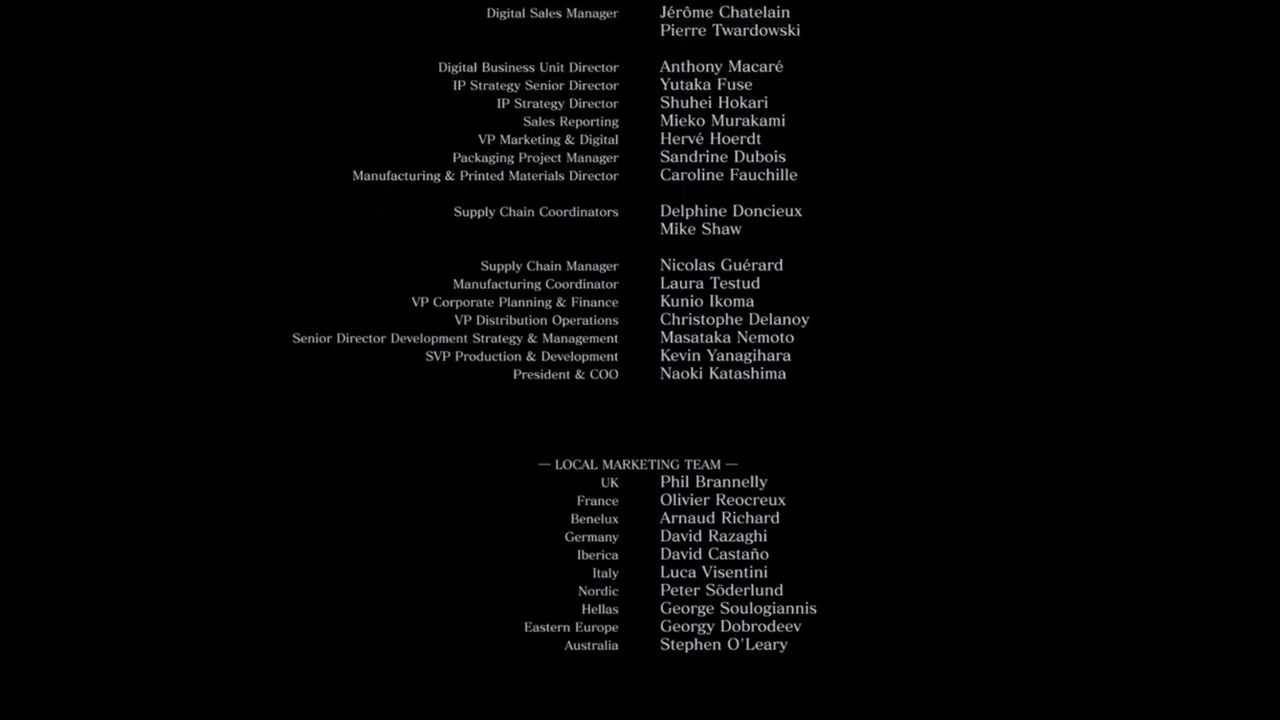 Digital Sales Manager Jérôme Chatelain
Pierre Twardowski
Digital Business Unit Director Anthony Macaré
IP Strategy Senior Director Yutaka Fuse
IP Strategy Director Shuhei Hokari
Sales Reporting Mieko Murakami
VP Marketing & Digital Hervé Hoerdt
Packaging Project Manager Sandrine Dubois
Manufacturing & Printed Materials Director Caroline Fauchille
Supply Chain Coordinators Delphine Doncieux
Mike Shaw
Supply Chain Manager Nicolas Guérard
Manufacturing Coordinator Laura Testud
VP Corporate Planning & Finance Kunio Ikoma
VP Distribution Operations Christophe Delanoy
Senior Director Development Strategy & Management Masataka Nemoto
SVP Production & Development Kevin Yanagihara
President & COO Naoki Katashima
— LOCAL MARKETING TEAM —
UK Phil Brannelly
France Olivier Reocreux
Benelux Arnaud Richard
Germany David Razaghi
Iberica David Castaño
Italy Luca Visentini
Nordic Peter Söderlund
Hellas George Soulogiannis
Eastern Europe Georgy Dobrodeev
Australia Stephen O'Leary